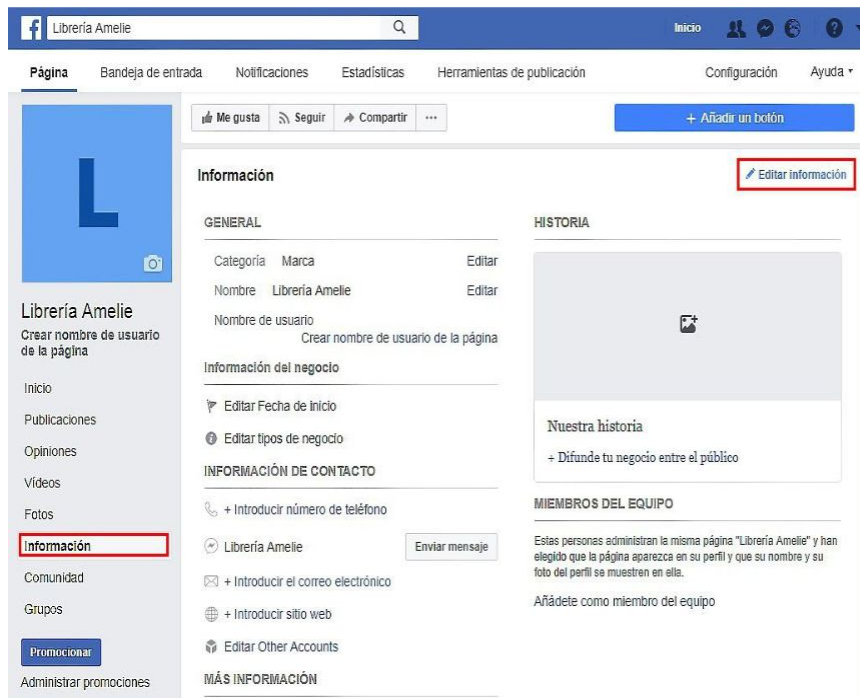 f Librería Amelie
Inicio
Página Bandeja de entrada Notificaciones Estadísticas Herramientas de publicación Configuración Ayuda
Me gusta Seguir Compartir ...
+ Añadir un botón
L
Librería Amelie
Crear nombre de usuario
de la página
Inicio
Publicaciones
Opiniones
Vídeos
Fotos
Información
Comunidad
Grupos
Promocionar
Administrar promociones
Información
Editar información
GENERAL
Categoría Marca Editar
Nombre Librería Amelie Editar
Nombre de usuario
Crear nombre de usuario de la página
Información del negocio
Editar Fecha de inicio
Editar tipos de negocio
INFORMACIÓN DE CONTACTO
+ Introducir número de teléfono
Librería Amelie Enviar mensaje
+ Introducir el correo electrónico
+ Introducir sitio web
Editar Other Accounts
MÁS INFORMACIÓN
HISTORIA
Nuestra historia
+ Difunde tu negocio entre el público
MIEMBROS DEL EQUIPO
Estas personas administran la misma página "Librería Amelie" y han
elegido que la página aparezca en su perfil y que su nombre y su
foto del perfil se muestren en ella.
Añádete como miembro del equipo